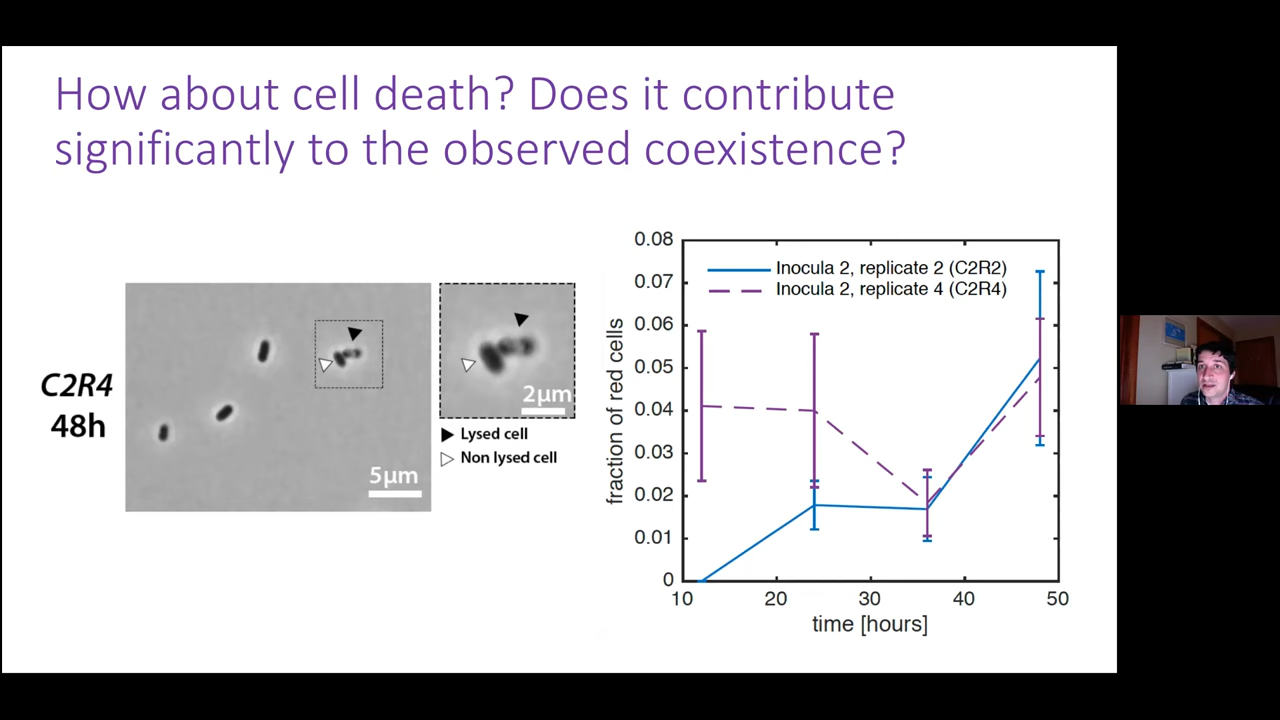 How about cell death? Does it contribute
significantly to the observed coexistence?
C2R4
48h
5μm
2μm
Lysed cell
Non lysed cell
fraction of red cells
0.08
0.07
0.06
0.05
0.04
0.03
0.02
0.01
0
Inocula 2, replicate 2 (C2R2)
Inocula 2, replicate 4 (C2R4)
10
20
30
40
50
time [hours]